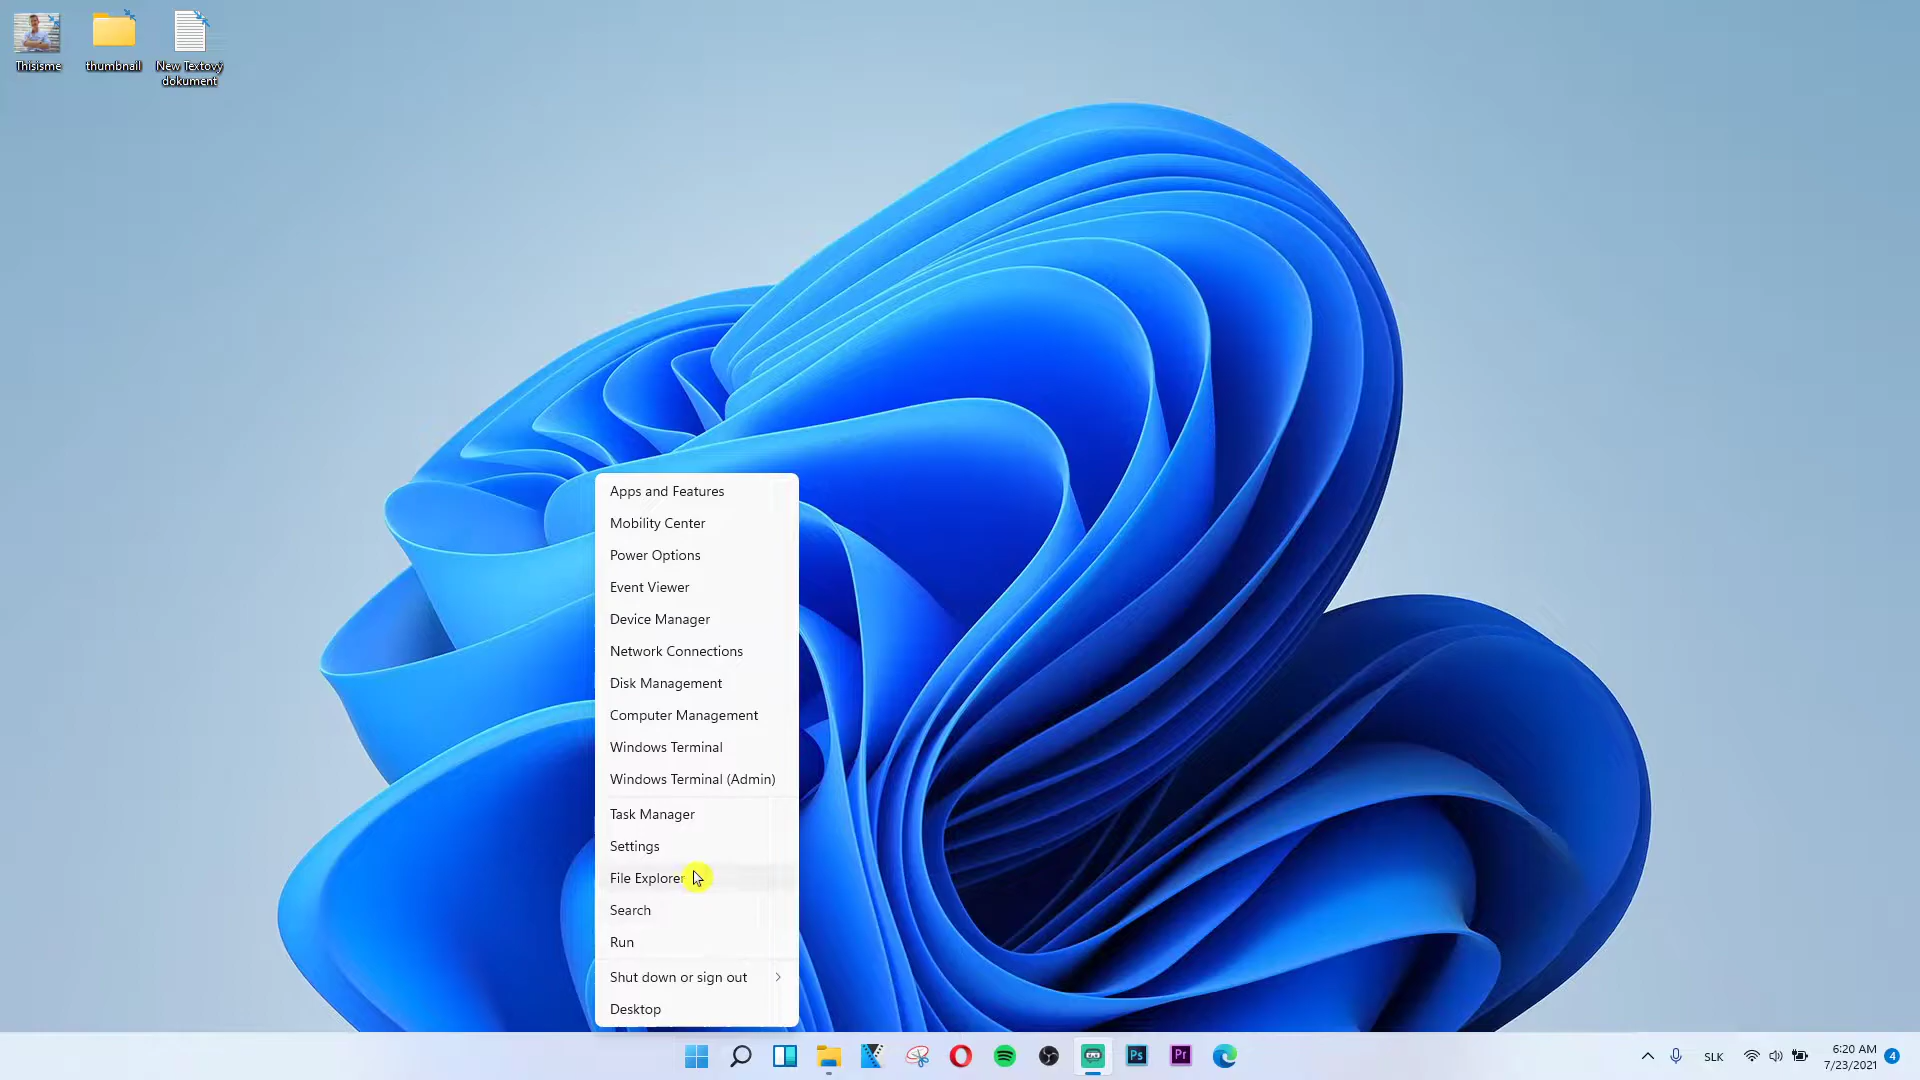 Thisisme
thumbnail
New Textový
dokument
Apps and Features
Mobility Center
Power Options
Event Viewer
Device Manager
Network Connections
Disk Management
Computer Management
Windows Terminal
Windows Terminal (Admin)
Task Manager
Settings
File Explorer
Search
Run
Shut down or sign out
Desktop
Ps
Pr
SLK
6:20 AM
7/23/2021
4